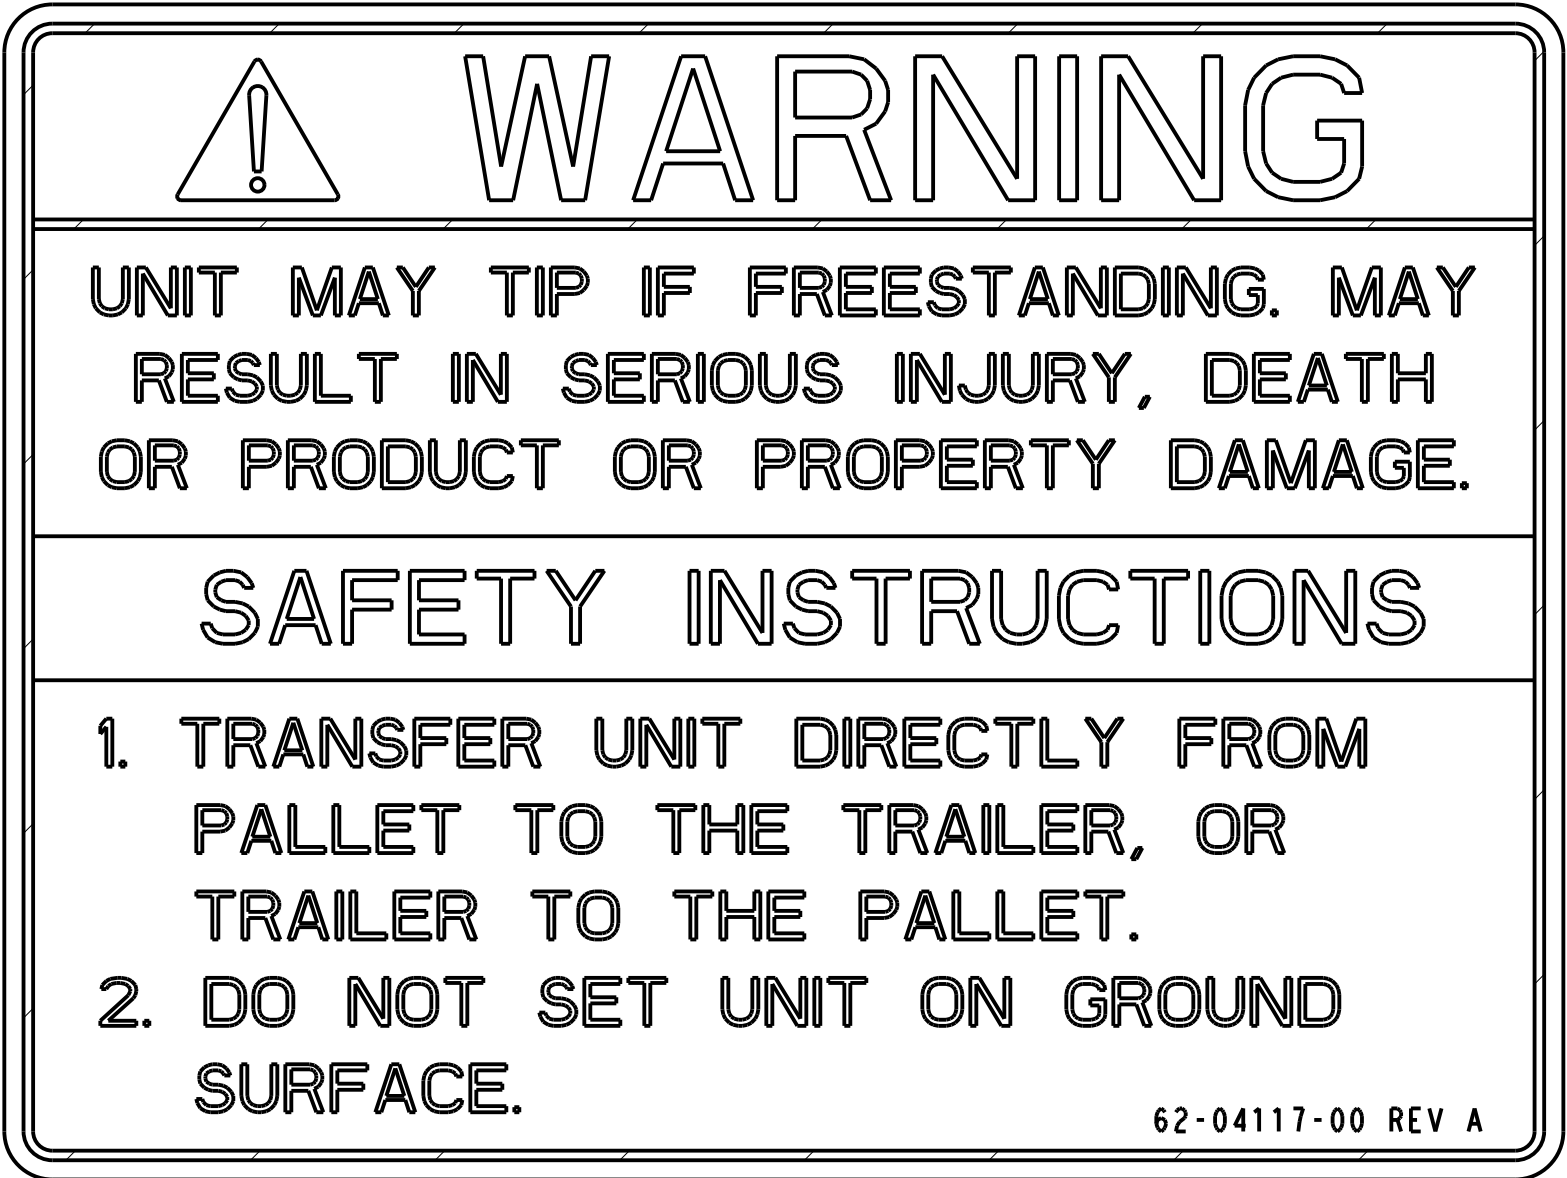 WARNING
UNIT MAY TIP IF FREESTANDING. MAY
RESULT IN SERIOUS INJURY, DEATH
OR PRODUCT OR PROPERTY DAMAGE.
SAFETY INSTRUCTIONS
1. TRANSFER UNIT DIRECTLY FROM
PALLET TO THE TRAILER, OR
TRAILER TO THE PALLET.
2. DO NOT SET UNIT ON GROUND
SURFACE.
62-04117-00 REV A